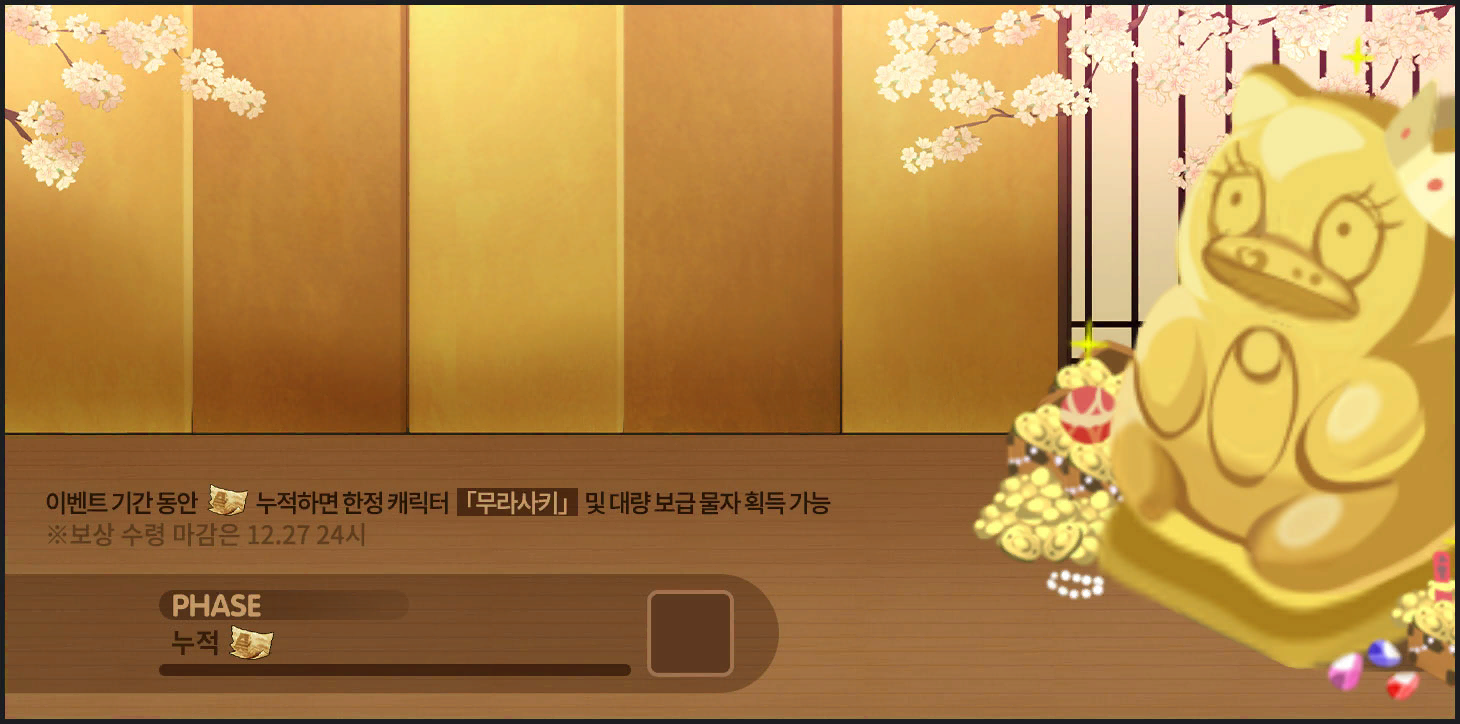 이벤트 기간 동안 누적하면 한정 캐릭터 「무라사키」 및 대량 보급 물자 획득 가능
※보상 수령 마감은 12.27 24시
PHASE
누적